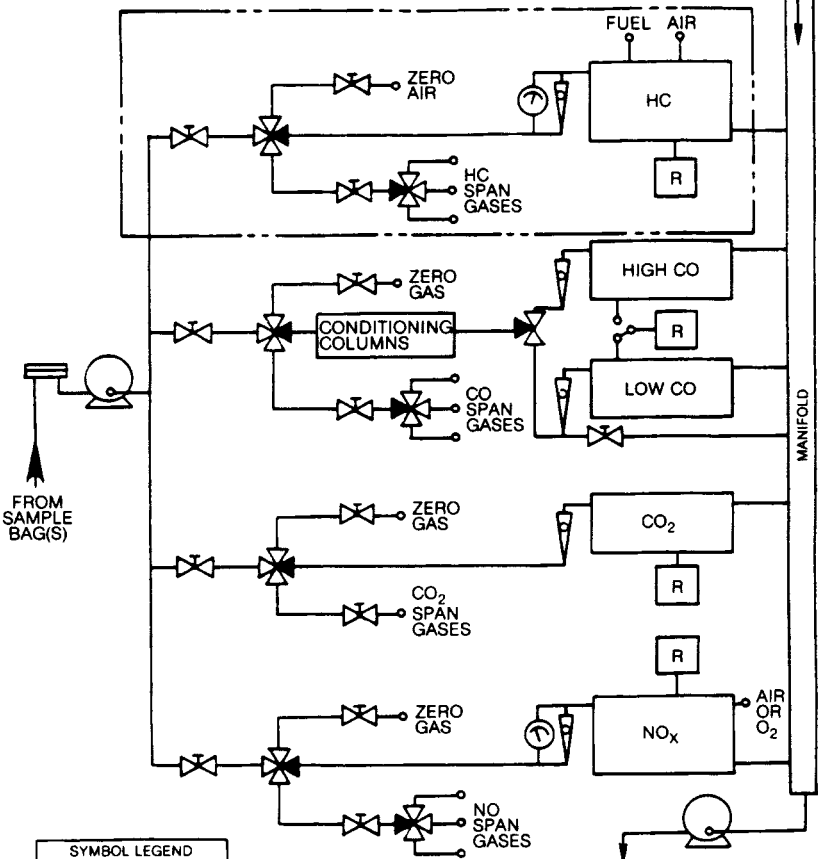 FUEL AIR
ZERO
AIR
HC
HC
SPAN
GASES
R
ZERO
GAS
HIGH CO
CONDITIONING
COLUMNS
R
CO
SPAN
GASES
LOW CO
MANIFOLD
FROM
SAMPLE
BAG(S)
ZERO
GAS
CO₂
CO₂
SPAN
GASES
R
R
ZERO
GAS
NOₓ
AIR
OR
O₂
NO
SPAN
GASES
SYMBOL LEGEND